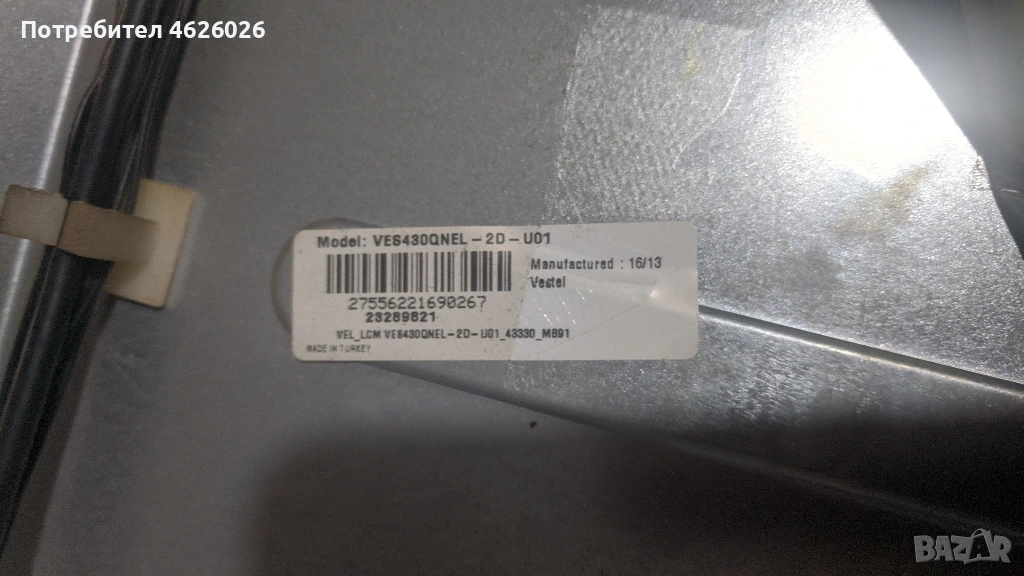 Потребител 4626026
Model: VES430QNEL-2D-U01
Manufactured : 16/13
Vestel
27556221690267
23289821
VEL_LCM VES430QNEL-2D-U01_43330_MB91
MADE IN TURKEY
BAZAR